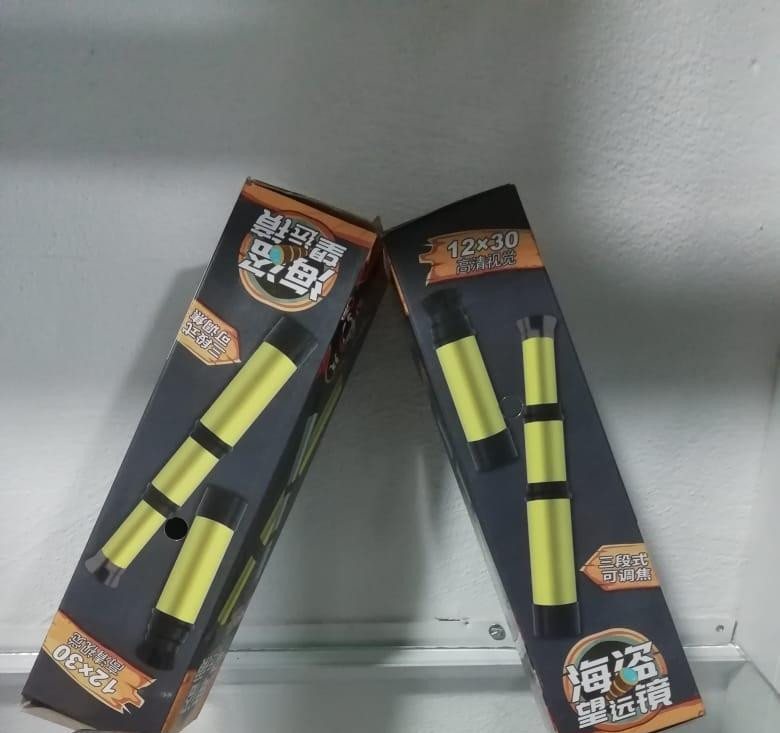 海盗
望远镜
三段式
可调焦
12×30
高清视觉
12×30
高清视觉
三段式
可调焦
海盗
望远镜